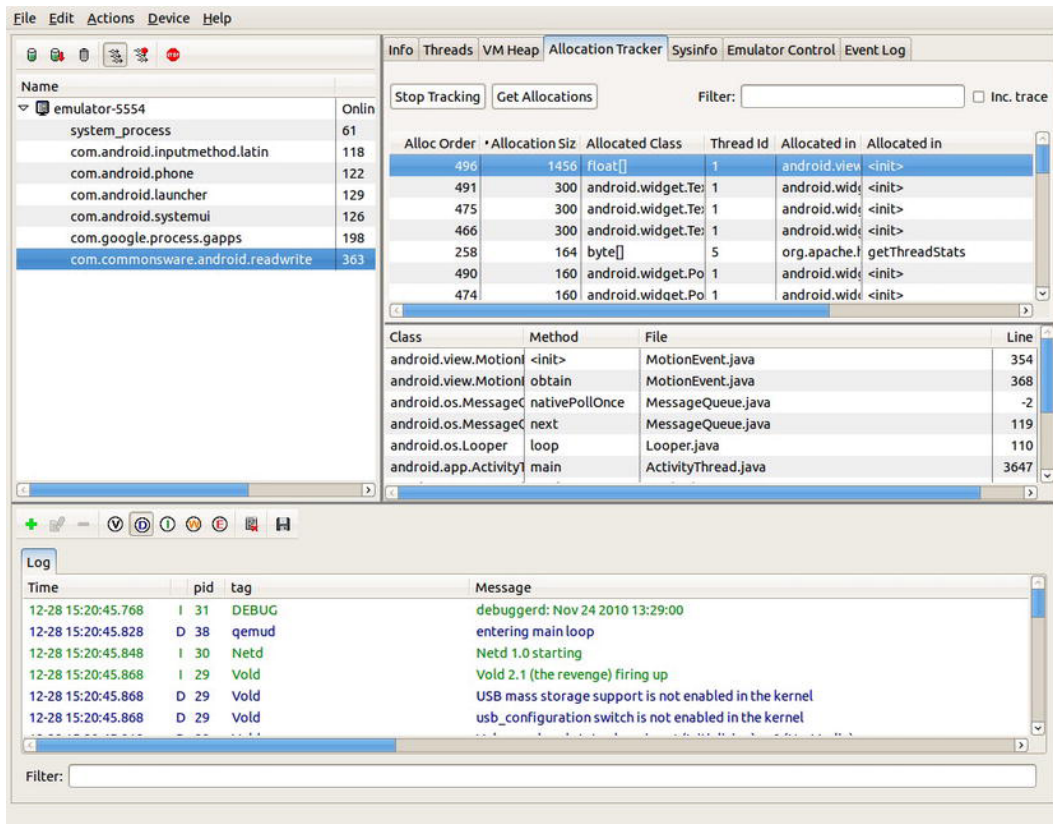 File Edit Actions Device Help
Info Threads VM Heap Allocation Tracker Sysinfo Emulator Control Event Log
Name
emulator-5554 Onlin
system_process 61
com.android.inputmethod.latin 118
com.android.phone 122
com.android.launcher 129
com.android.systemui 126
com.google.process.gapps 198
com.commonsware.android.readwrite 363
Stop Tracking Get Allocations Filter: Inc. trace
Alloc Order Allocation Siz Allocated Class Thread Id Allocated in Allocated in
496 1456 float[] 1 android.view <init>
491 300 android.widget.Te 1 android.wid <init>
475 300 android.widget.Te 1 android.wid <init>
466 300 android.widget.Te 1 android.wid <init>
258 164 byte[] 5 org.apache.h getThreadStats
490 160 android.widget.Po 1 android.wid <init>
474 160 android.widget.Po 1 android.wid <init>
Class Method File Line
android.view.MotionE <init> MotionEvent.java 354
android.view.MotionE obtain MotionEvent.java 368
android.os.MessageQ nativePollOnce MessageQueue.java -2
android.os.MessageQ next MessageQueue.java 119
android.os.Looper loop Looper.java 110
android.app.ActivityT main ActivityThread.java 3647
V D I W E
Log
Time pid tag Message
12-28 15:20:45.768 I 31 DEBUG debuggerd: Nov 24 2010 13:29:00
12-28 15:20:45.828 D 38 qemud entering main loop
12-28 15:20:45.848 I 30 Netd Netd 1.0 starting
12-28 15:20:45.868 I 29 Vold Vold 2.1 (the revenge) firing up
12-28 15:20:45.868 D 29 Vold USB mass storage support is not enabled in the kernel
12-28 15:20:45.868 D 29 Vold usb_configuration switch is not enabled in the kernel
Filter: